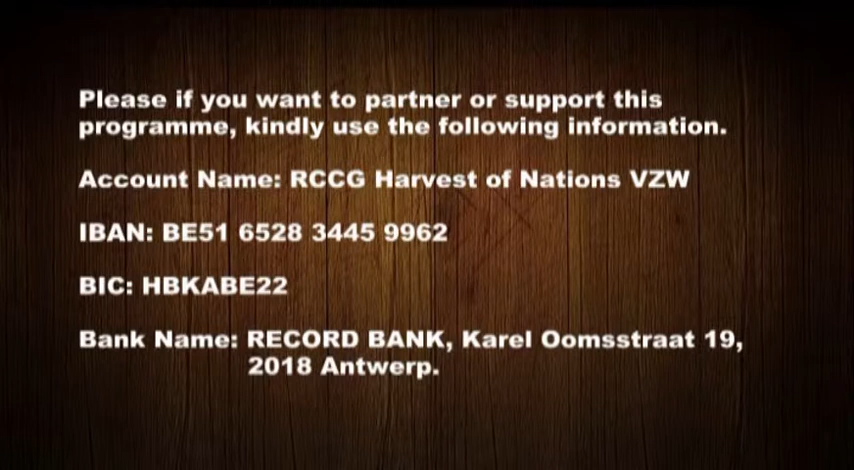 Please if you want to partner or support this
programme, kindly use the following information.
Account Name: RCCG Harvest of Nations VZW
IBAN: BE51 6528 3445 9962
BIC: HBKABE22
Bank Name: RECORD BANK, Karel Oomsstraat 19,
2018 Antwerp.